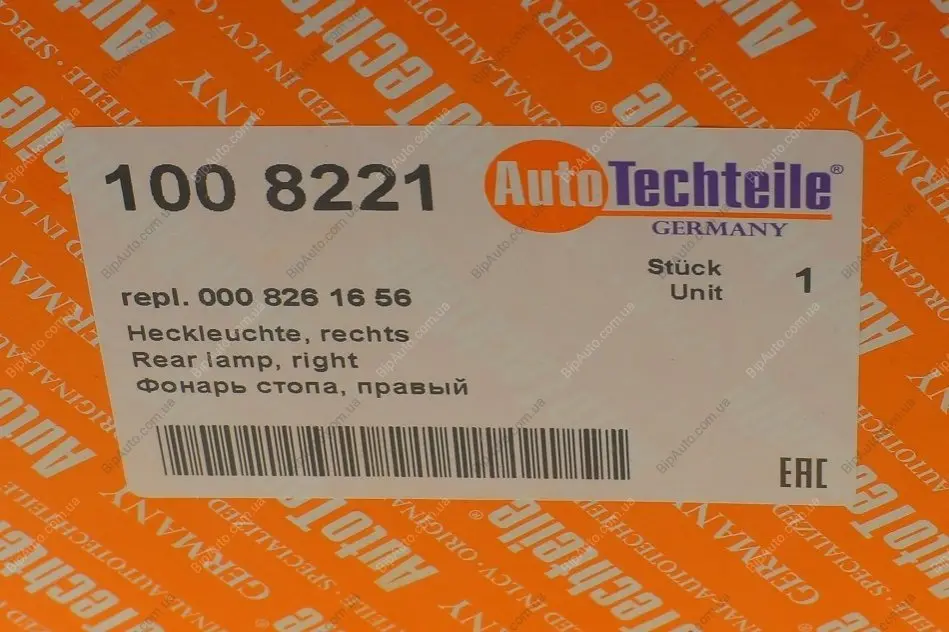 100 8221
AutoTechteile®
GERMANY
Stück 1
Unit
repl. 000 826 16 56
Heckleuchte, rechts
Rear lamp, right
Фонарь стопа, правый
EAC